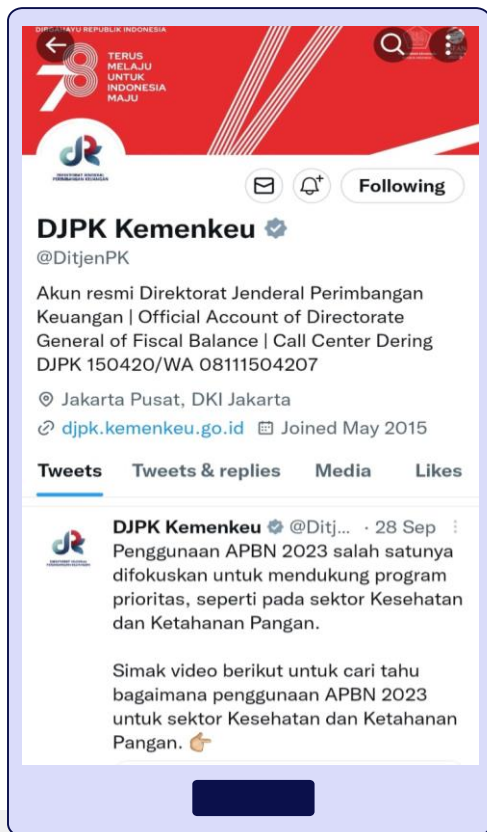 DIRGAHAYU REPUBLIK INDONESIA
78
TERUS
MELAJU
UNTUK
INDONESIA
MAJU
DIREKTORAT JENDERAL
PERIMBANGAN KEUANGAN
Following
DJPK Kemenkeu
@DitjenPK
Akun resmi Direktorat Jenderal Perimbangan
Keuangan | Official Account of Directorate
General of Fiscal Balance | Call Center Dering
DJPK 150420/WA 08111504207
Jakarta Pusat, DKI Jakarta
djpk.kemenkeu.go.id Joined May 2015
Tweets Tweets & replies Media Likes
DJPK Kemenkeu @Ditj... · 28 Sep
Penggunaan APBN 2023 salah satunya
difokuskan untuk mendukung program
prioritas, seperti pada sektor Kesehatan
dan Ketahanan Pangan.
Simak video berikut untuk cari tahu
bagaimana penggunaan APBN 2023
untuk sektor Kesehatan dan Ketahanan
Pangan. 👉